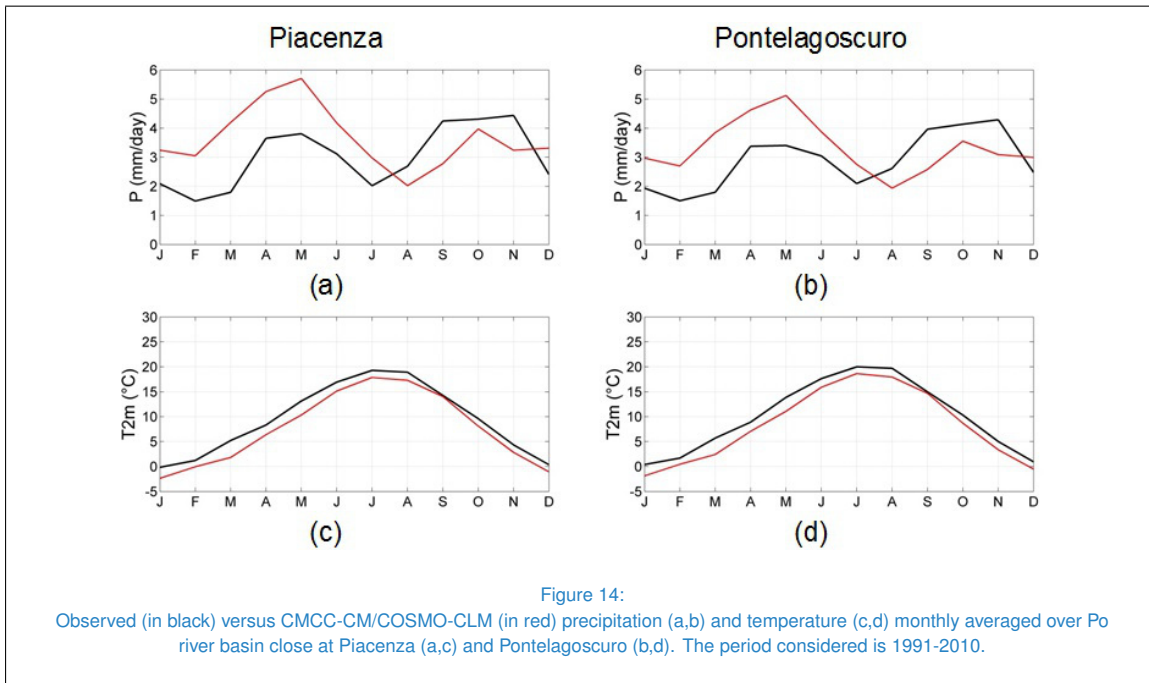 Piacenza
Pontelagoscuro
6
5
4
3
2
1
0
P (mm/day)
J F M A M J J A S O N D
(a)
6
5
4
3
2
1
0
P (mm/day)
J F M A M J J A S O N D
(b)
30
25
20
15
10
5
0
-5
T2m (°C)
J F M A M J J A S O N D
(c)
30
25
20
15
10
5
0
-5
T2m (°C)
J F M A M J J A S O N D
(d)
Figure 14:
Observed (in black) versus CMCC-CM/COSMO-CLM (in red) precipitation (a,b) and temperature (c,d) monthly averaged over Po
river basin close at Piacenza (a,c) and Pontelagoscuro (b,d). The period considered is 1991-2010.